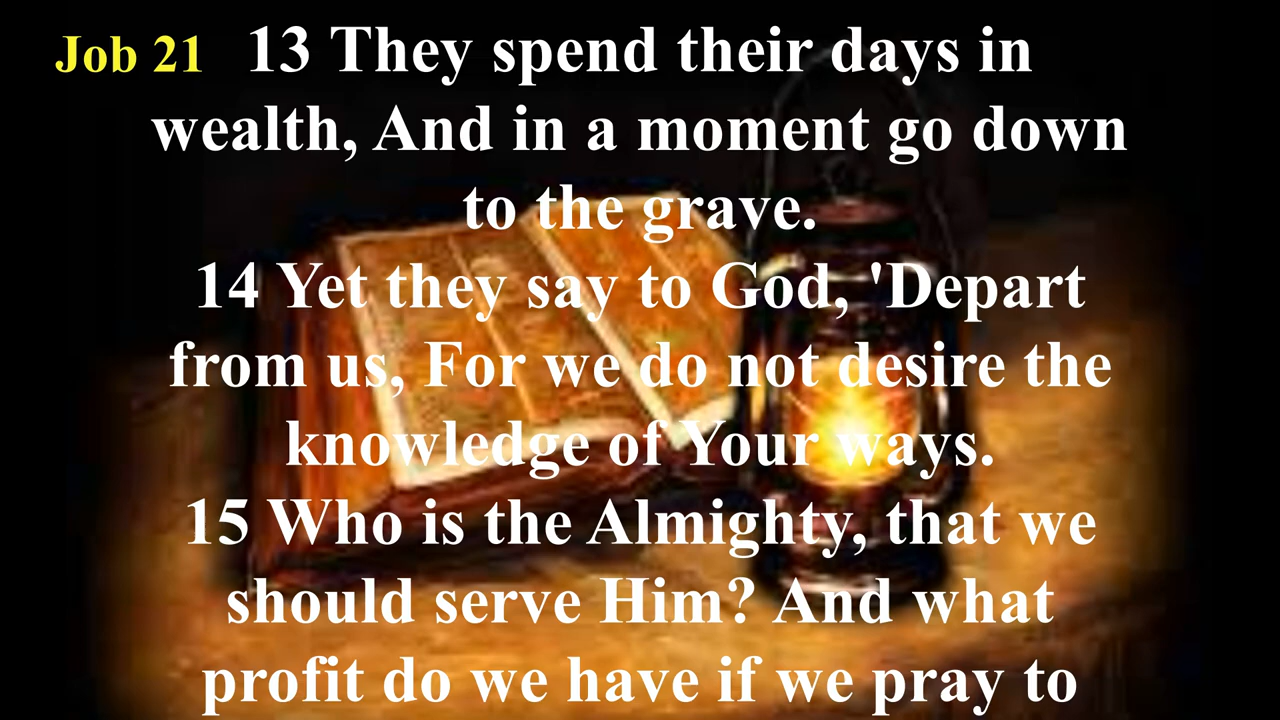 Job 21 13 They spend their days in
wealth, And in a moment go down
to the grave.
14 Yet they say to God, 'Depart
from us, For we do not desire the
knowledge of Your ways.
15 Who is the Almighty, that we
should serve Him? And what
profit do we have if we pray to